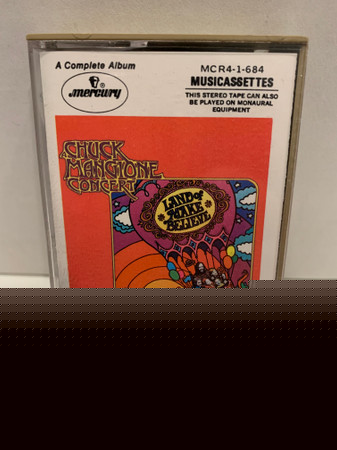 A Complete Album
mercury
MCR4-1-684
MUSICASSETTES
THIS STEREO TAPE CAN ALSO
BE PLAYED ON MONAURAL
EQUIPMENT
A
CHUCK
MANGIONE
CONCERT
LAND of
MAKE
BELIEVE